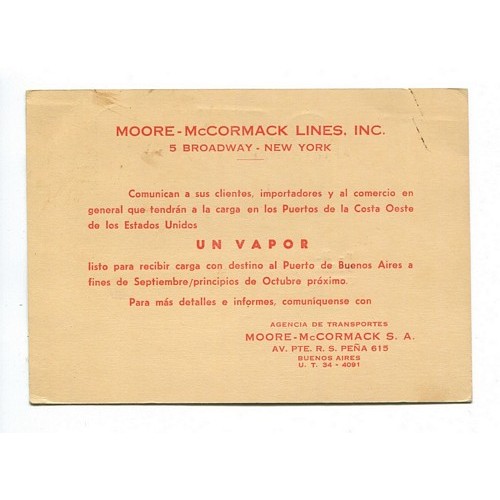 MOORE-McCORMACK LINES, INC.
5 BROADWAY - NEW YORK
Comunican a sus clientes, importadores y al comercio en
general que tendrán a la carga en los Puertos de la Costa Oeste
de los Estados Unidos
UN VAPOR
listo para recibir carga con destino al Puerto de Buenos Aires a
fines de Septiembre/principios de Octubre próximo.
Para más detalles e informes, comuniquense con
AGENCIA DE TRANSPORTES
MOORE-McCORMACK S. A.
AV. PTE. R. S. PEÑA 615
BUENOS AIRES
U. T. 34 - 4091